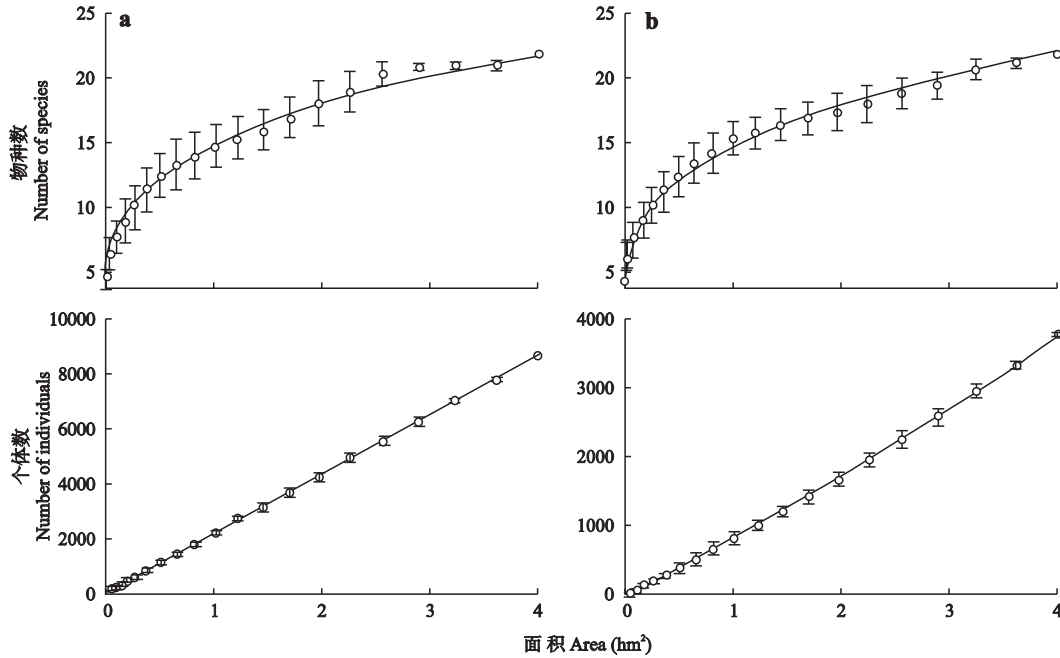 a
b
25
20
15
10
5
25
20
15
10
5
物种数
Number of species
10000
8000
6000
4000
2000
0
4000
3000
2000
1000
0
个体数
Number of individuals
0 1 2 3 4
0 1 2 3 4
面 积 Area (hm²)